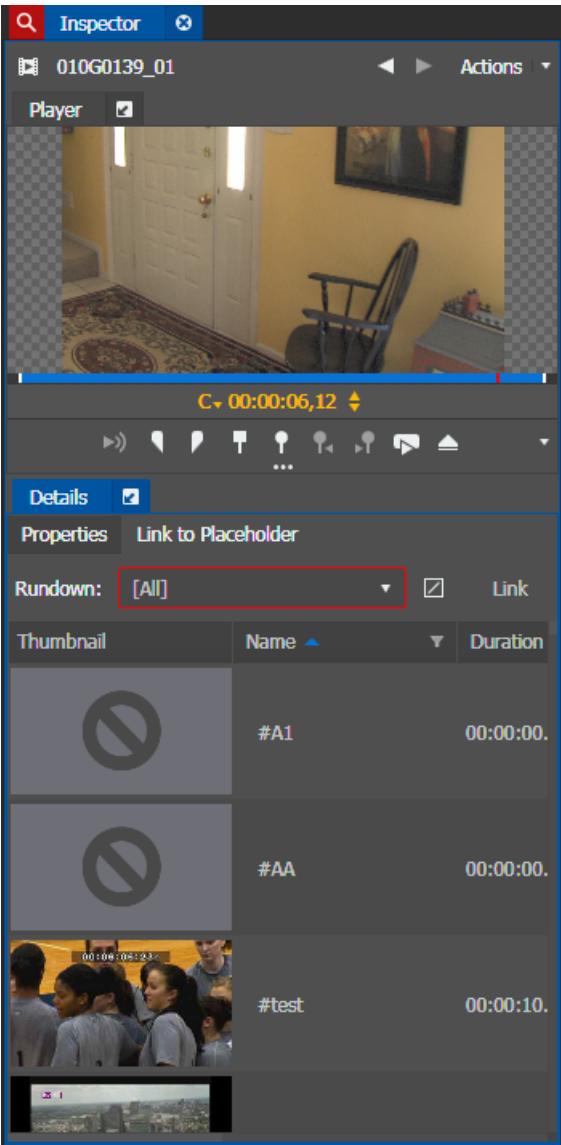 Inspector
010G0139_01
Actions
Player
C 00:00:06,12
Details
Properties Link to Placeholder
Rundown: [All] Link
Thumbnail Name Duration
#A1 00:00:00.
#AA 00:00:00.
#test 00:00:10.